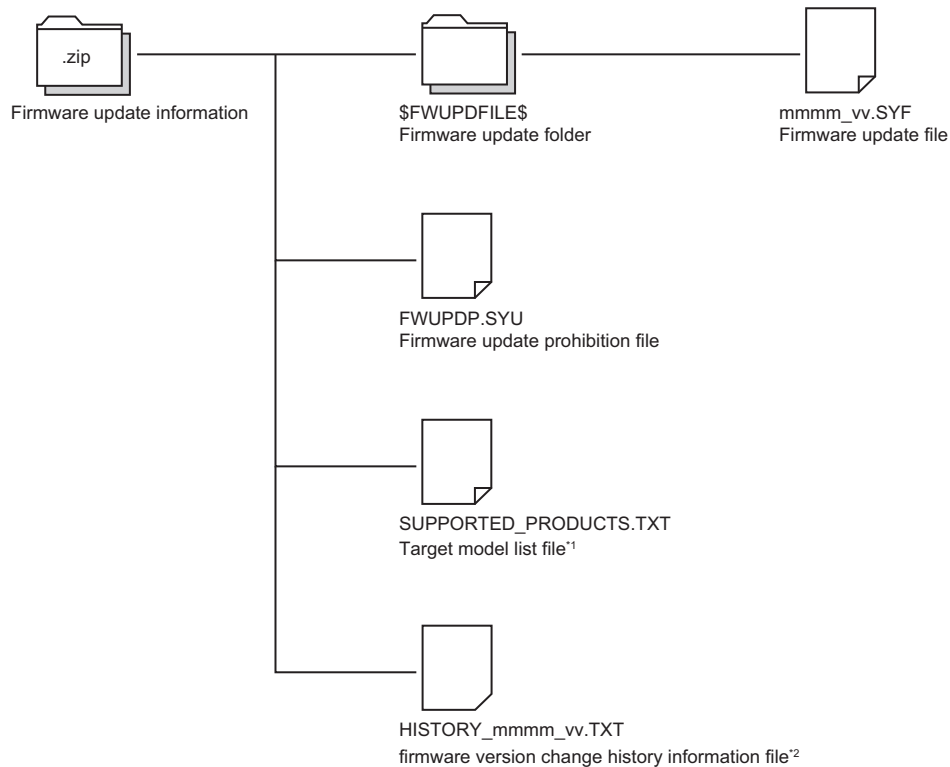 .zip
Firmware update information
$FWUPDFILE$
Firmware update folder
mmmm_vv.SYF
Firmware update file
FWUPDP.SYU
Firmware update prohibition file
SUPPORTED_PRODUCTS.TXT
Target model list file*1
HISTORY_mmmm_vv.TXT
firmware version change history information file*2